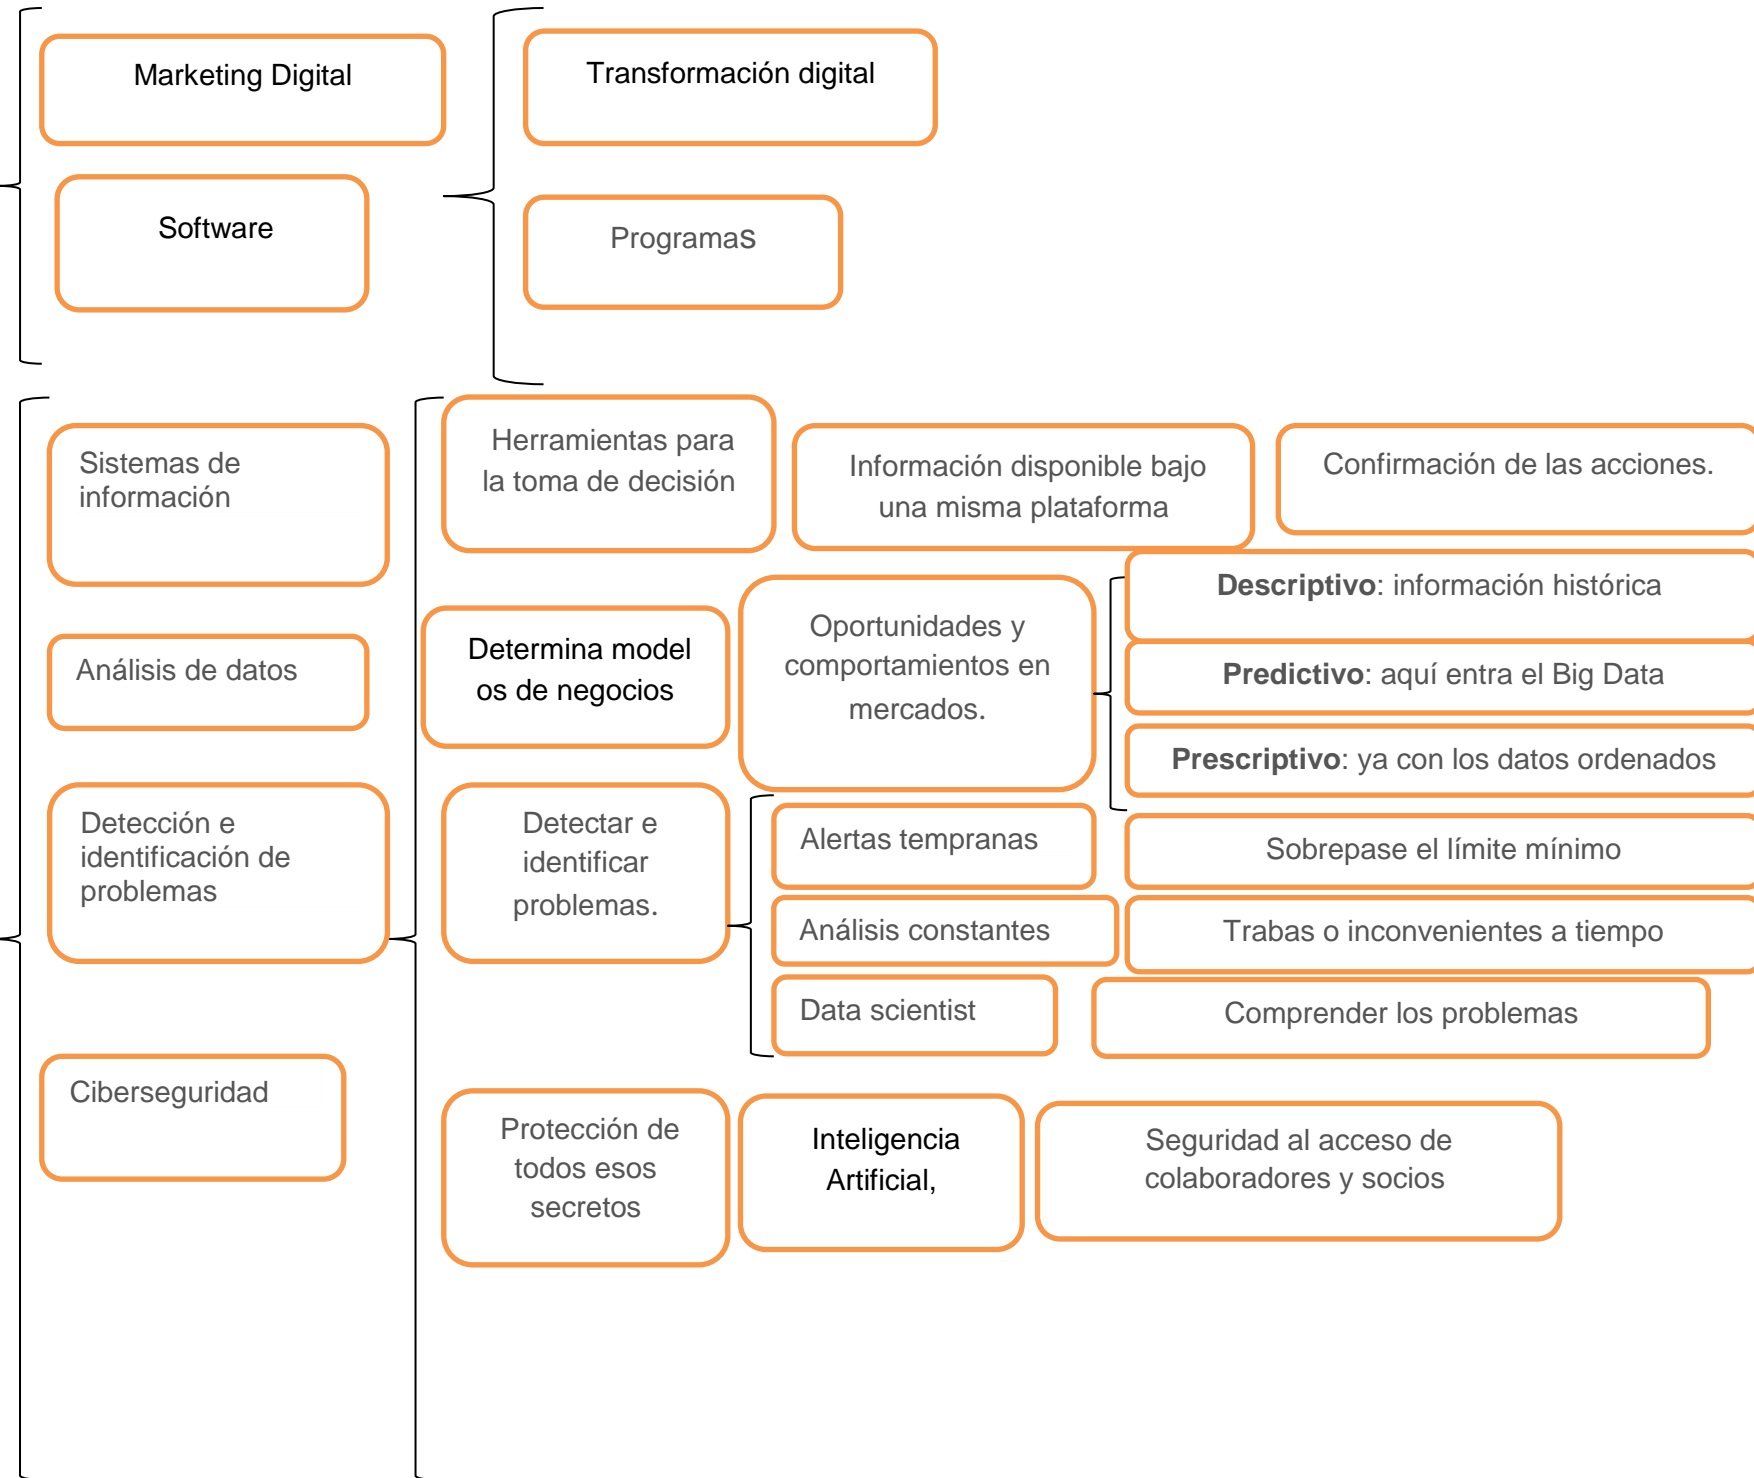 Marketing Digital
Transformación digital
Software
Programas
Sistemas de
información
Herramientas para
la toma de decisión
Información disponible bajo
una misma plataforma
Confirmación de las acciones.
Análisis de datos
Determina model
os de negocios
Oportunidades y
comportamientos en
mercados.
Descriptivo: información histórica
Predictivo: aquí entra el Big Data
Prescriptivo: ya con los datos ordenados
Detección e
identificación de
problemas
Detectar e
identificar
problemas.
Alertas tempranas
Sobrepase el límite mínimo
Análisis constantes
Trabas o inconvenientes a tiempo
Data scientist
Comprender los problemas
Ciberseguridad
Protección de
todos esos
secretos
Inteligencia
Artificial,
Seguridad al acceso de
colaboradores y socios